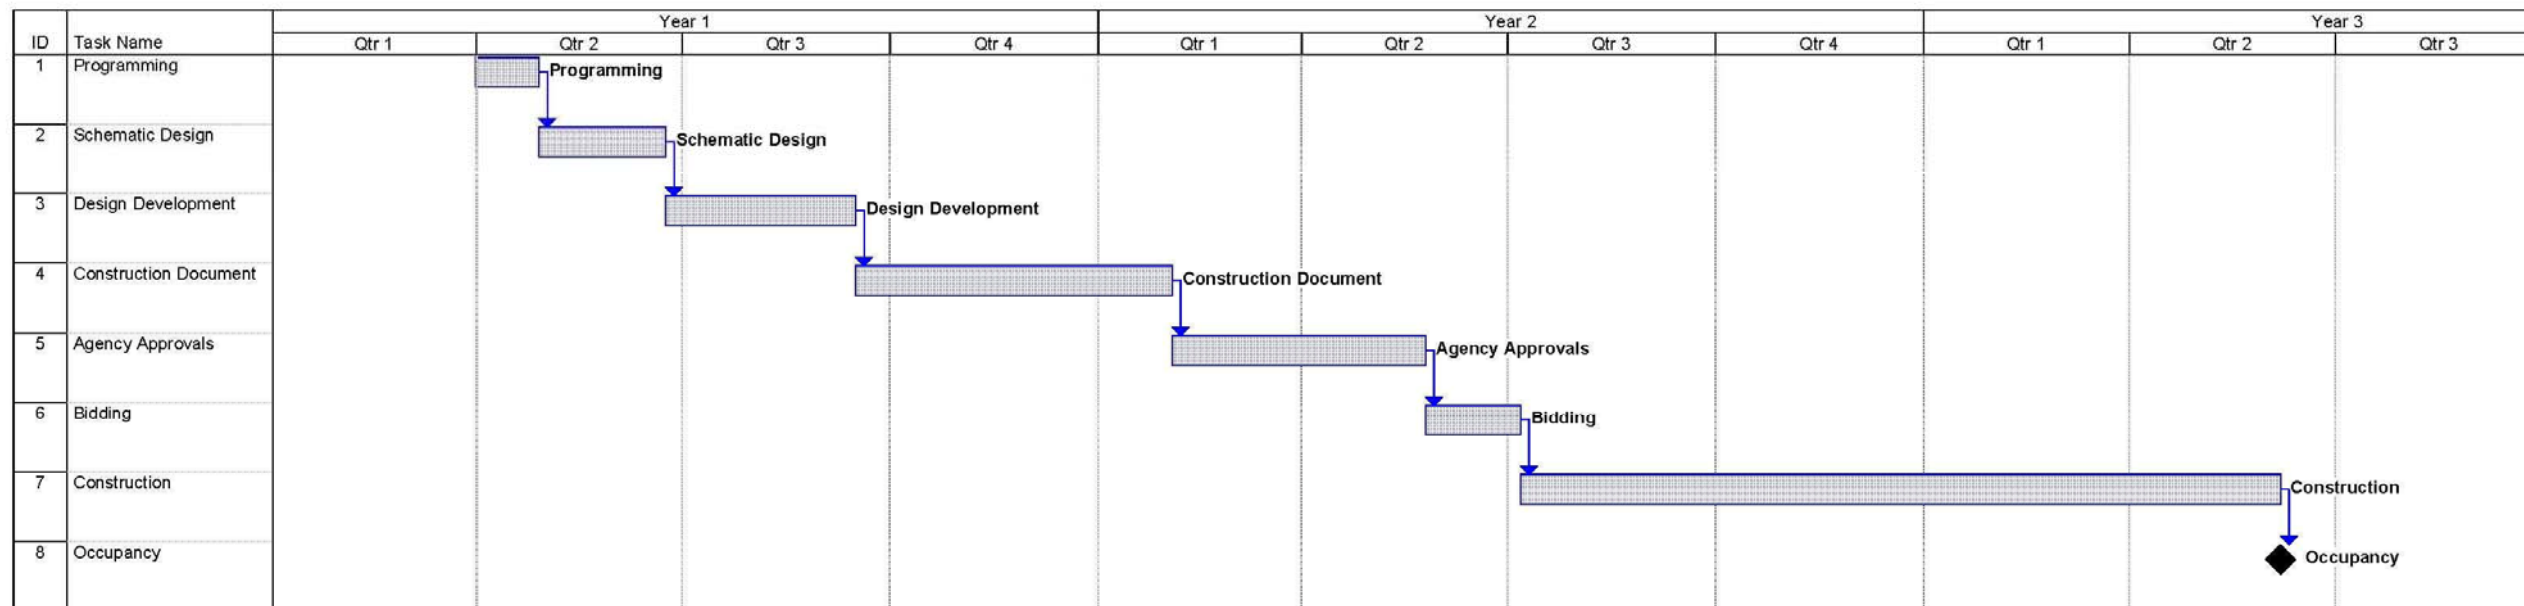 Year 1 Year 2 Year 3
ID Task Name Qtr 1 Qtr 2 Qtr 3 Qtr 4 Qtr 1 Qtr 2 Qtr 3 Qtr 4 Qtr 1 Qtr 2 Qtr 3
1 Programming Programming
2 Schematic Design Schematic Design
3 Design Development Design Development
4 Construction Document Construction Document
5 Agency Approvals Agency Approvals
6 Bidding Bidding
7 Construction Construction
8 Occupancy Occupancy